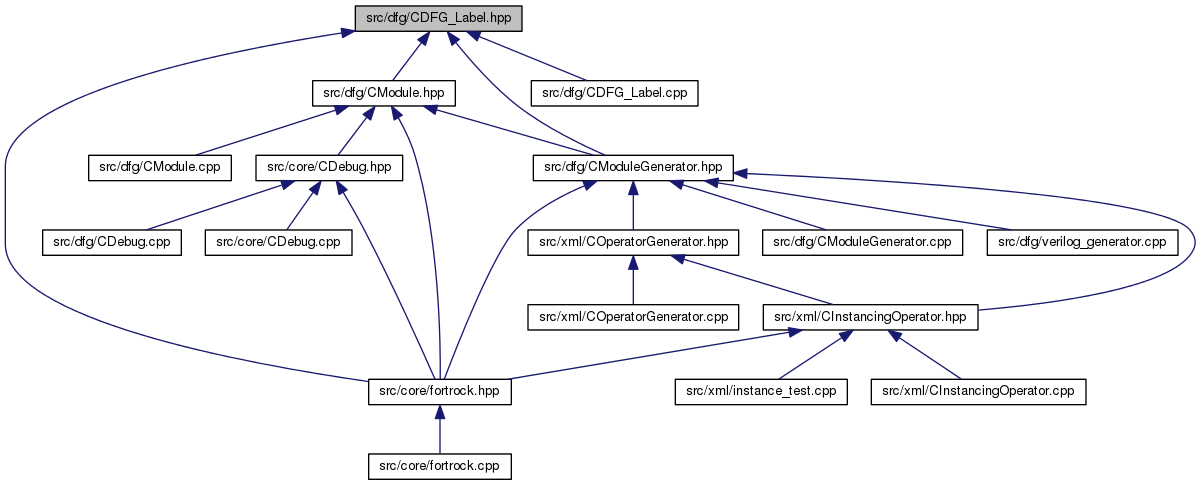 src/dfg/CDFG_Label.hpp
src/dfg/CModule.hpp
src/dfg/CDFG_Label.cpp
src/dfg/CModule.cpp
src/core/CDebug.hpp
src/dfg/CModuleGenerator.hpp
src/dfg/CDebug.cpp
src/core/CDebug.cpp
src/xml/COperatorGenerator.hpp
src/dfg/CModuleGenerator.cpp
src/dfg/verilog_generator.cpp
src/xml/COperatorGenerator.cpp
src/xml/CInstancingOperator.hpp
src/core/fortrock.hpp
src/xml/instance_test.cpp
src/xml/CInstancingOperator.cpp
src/core/fortrock.cpp